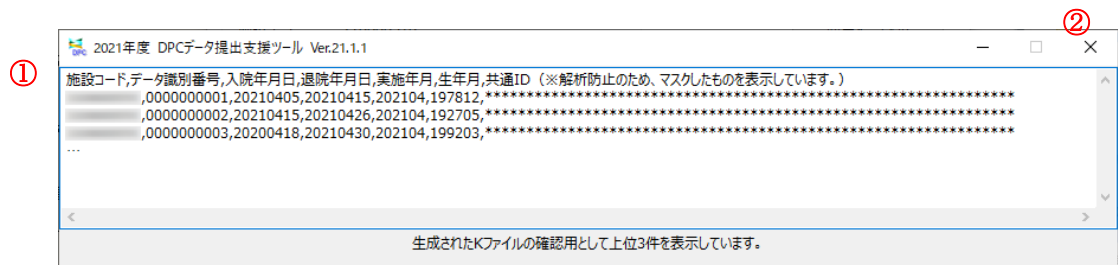 ②
2021年度 DPCデータ提出支援ツール Ver.21.1.1
①
施設コード,データ識別番号,入院年月日,退院年月日,実施年月,生年月,共通ID（※解析防止のため、マスクしたものを表示しています。）
,0000000001,20210405,20210415,202104,197812,****************************************************************
,0000000002,20210415,20210426,202104,192705,****************************************************************
,0000000003,20200418,20210430,202104,199203,****************************************************************
…
生成されたKファイルの確認用として上位3件を表示しています。